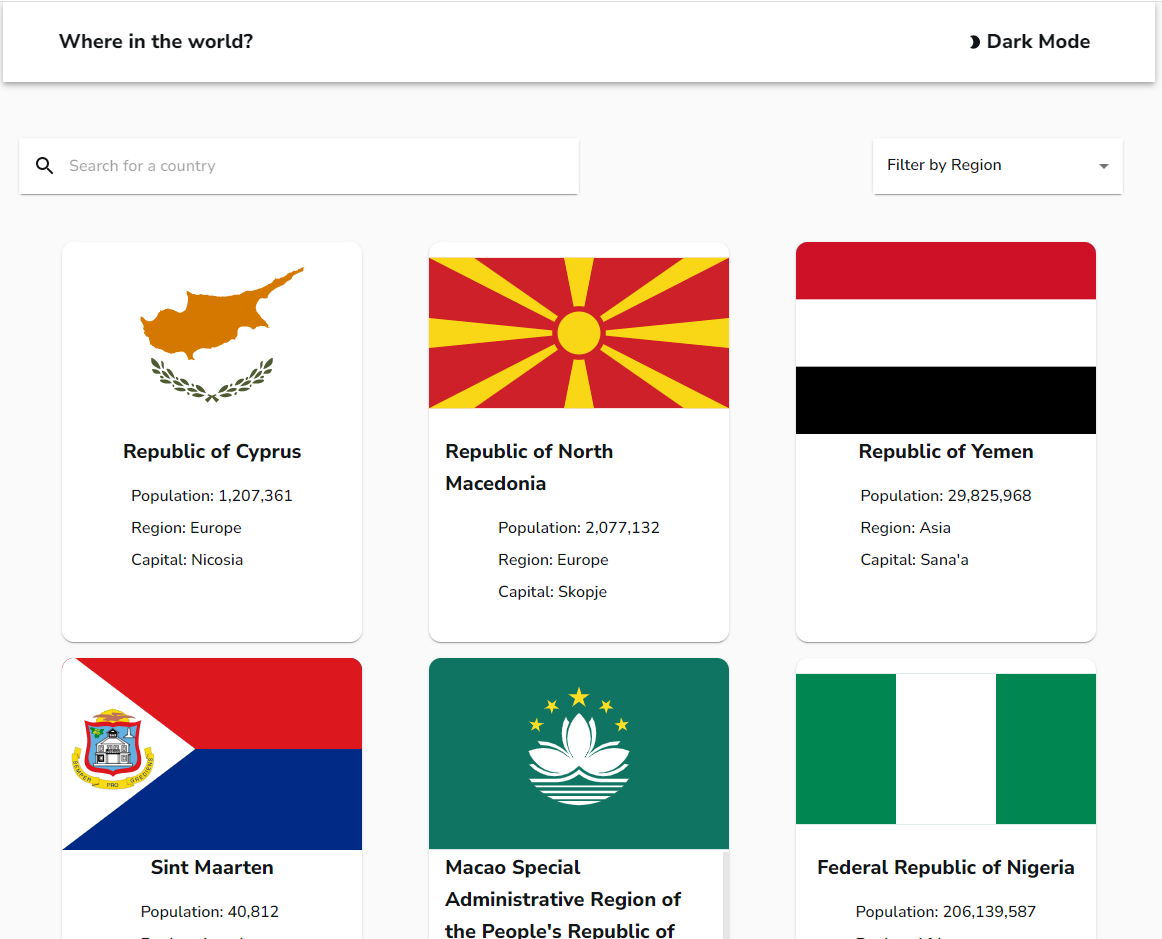 Where in the world?
Dark Mode
Search for a country
Filter by Region
Republic of Cyprus
Population: 1,207,361
Region: Europe
Capital: Nicosia
Republic of North
Macedonia
Population: 2,077,132
Region: Europe
Capital: Skopje
Republic of Yemen
Population: 29,825,968
Region: Asia
Capital: Sana'a
SEMPER PRO GREDIENS
Sint Maarten
Population: 40,812
Macao Special
Administrative Region of
the People's Republic of
Federal Republic of Nigeria
Population: 206,139,587